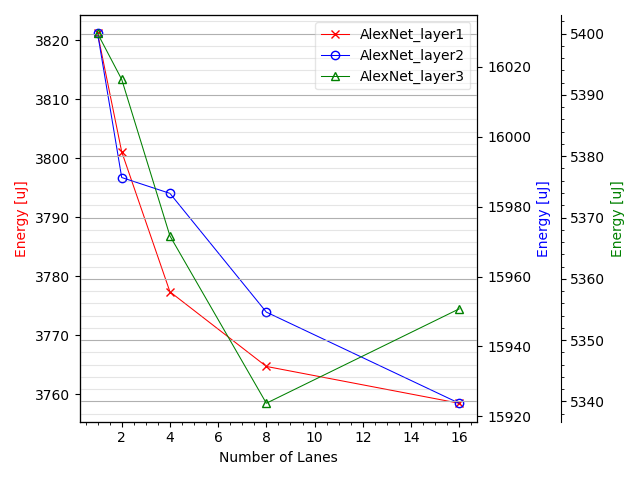 AlexNet_layer1
AlexNet_layer2
AlexNet_layer3
3820
3810
3800
3790
3780
3770
3760
Energy [uJ]
16020
16000
15980
15960
15940
15920
Energy [uJ]
5400
5390
5380
5370
5360
5350
5340
Energy [uJ]
2 4 6 8 10 12 14 16
Number of Lanes